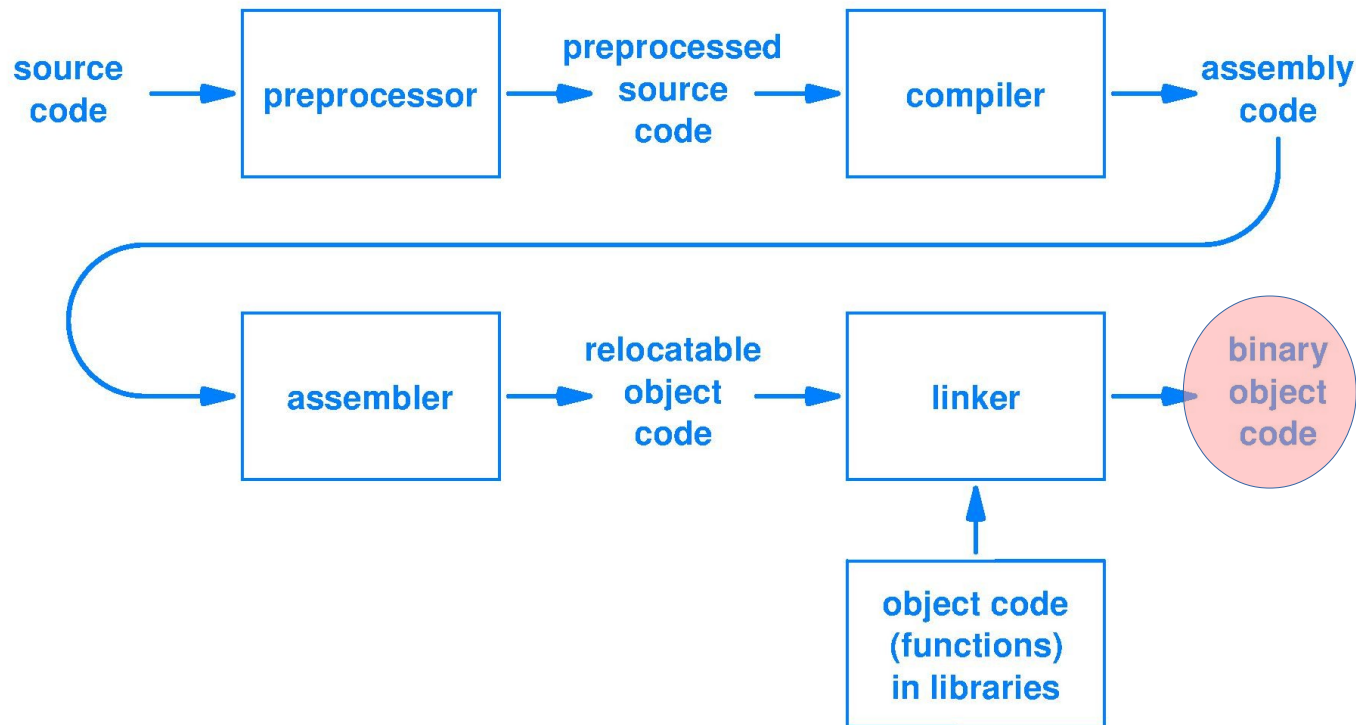 source
code
preprocessor
preprocessed
source
code
compiler
assembly
code
assembler
relocatable
object
code
linker
binary
object
code
object code
(functions)
in libraries